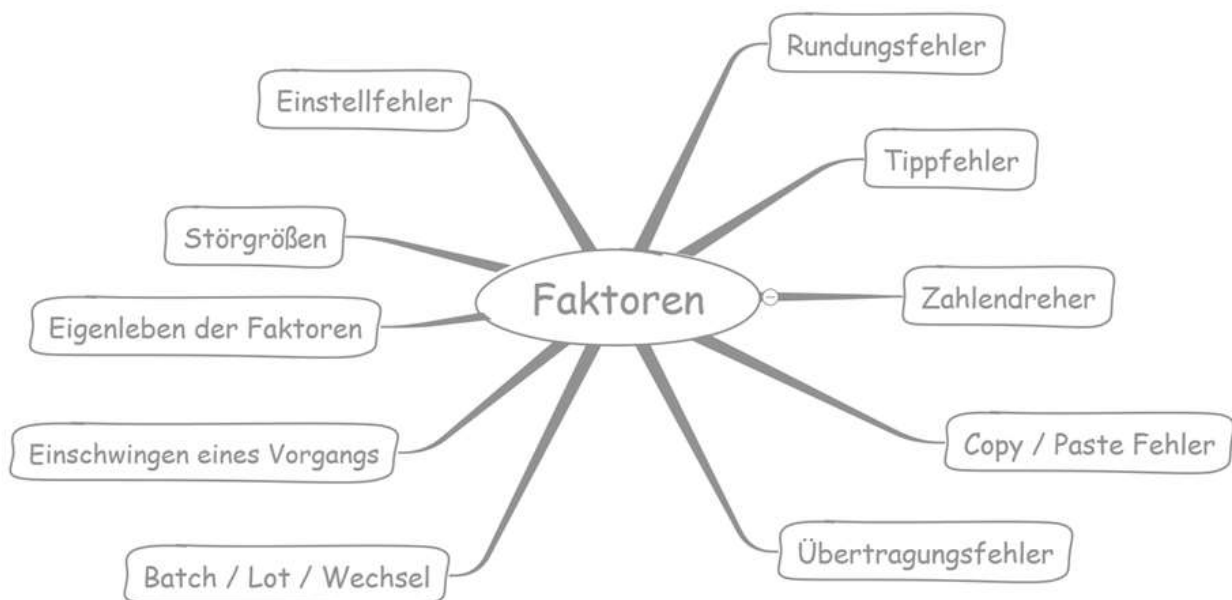 Rundungsfehler
Einstellfehler
Tippfehler
Störgrößen
Faktoren
Zahlendreher
Eigenleben der Faktoren
Einschwingen eines Vorgangs
Copy / Paste Fehler
Übertragungsfehler
Batch / Lot / Wechsel